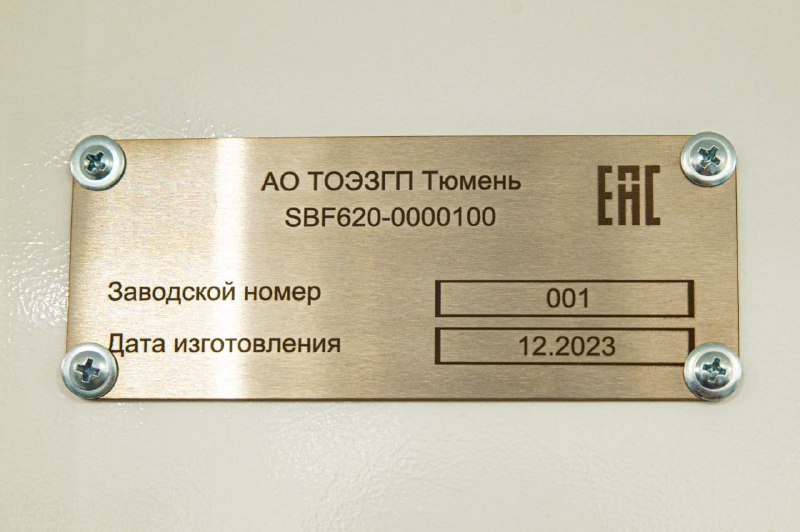 АО ТОЭЗГП Тюмень
SBF620-0000100
EAC
Заводской номер 001
Дата изготовления 12.2023